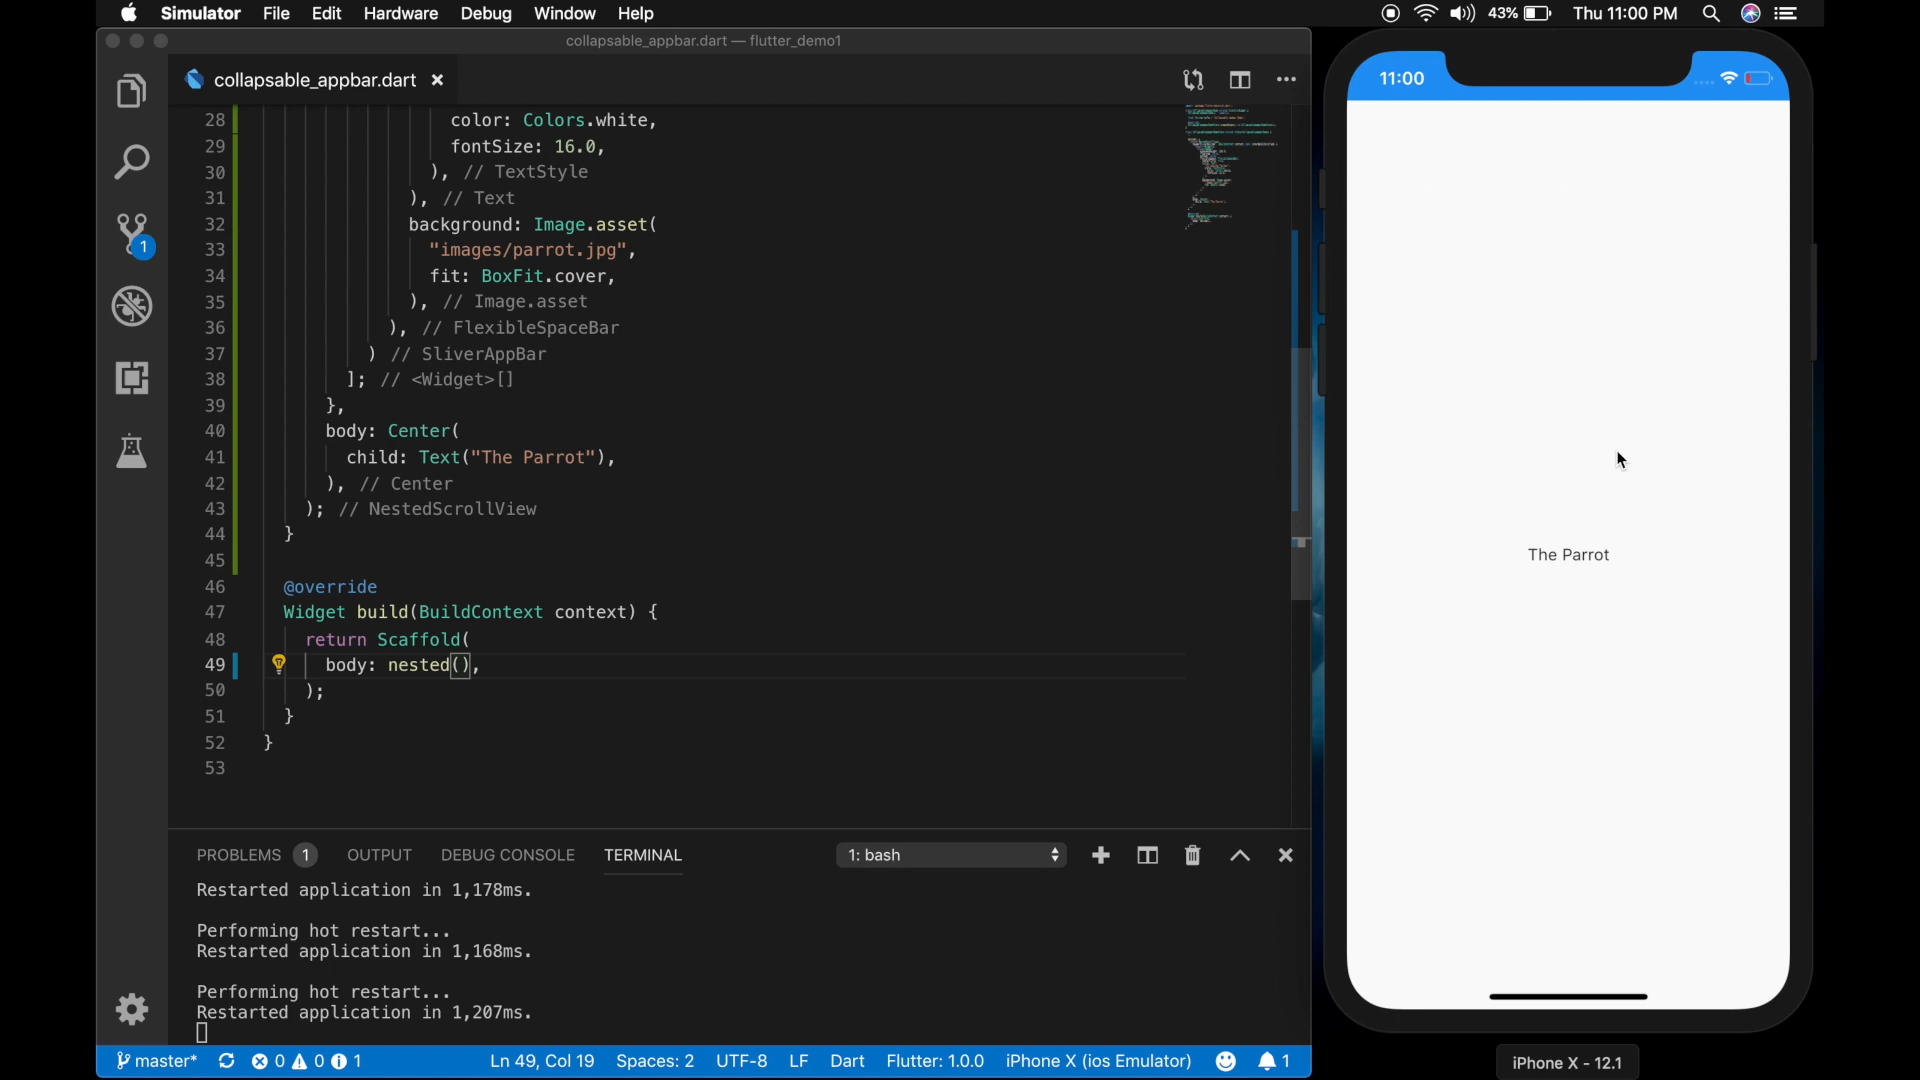 Simulator File Edit Hardware Debug Window Help 43% Thu 11:00 PM
collapsable_appbar.dart — flutter_demo1
collapsable_appbar.dart
28 color: Colors.white,
29 fontSize: 16.0,
30 ), // TextStyle
31 ), // Text
32 background: Image.asset(
33 "images/parrot.jpg",
34 fit: BoxFit.cover,
35 ), // Image.asset
36 ), // FlexibleSpaceBar
37 ) // SliverAppBar
38 ]; // <Widget>[]
39 },
40 body: Center(
41 child: Text("The Parrot"),
42 ), // Center
43 ); // NestedScrollView
44 }
45
46 @override
47 Widget build(BuildContext context) {
48 return Scaffold(
49 body: nested(),
50 );
51 }
52 }
53
1
PROBLEMS 1 OUTPUT DEBUG CONSOLE TERMINAL 1: bash
Restarted application in 1,178ms.
Performing hot restart...
Restarted application in 1,168ms.
Performing hot restart...
Restarted application in 1,207ms.
master* 0 0 1 Ln 49, Col 19 Spaces: 2 UTF-8 LF Dart Flutter: 1.0.0 iPhone X (ios Emulator) 1
11:00
The Parrot
iPhone X - 12.1